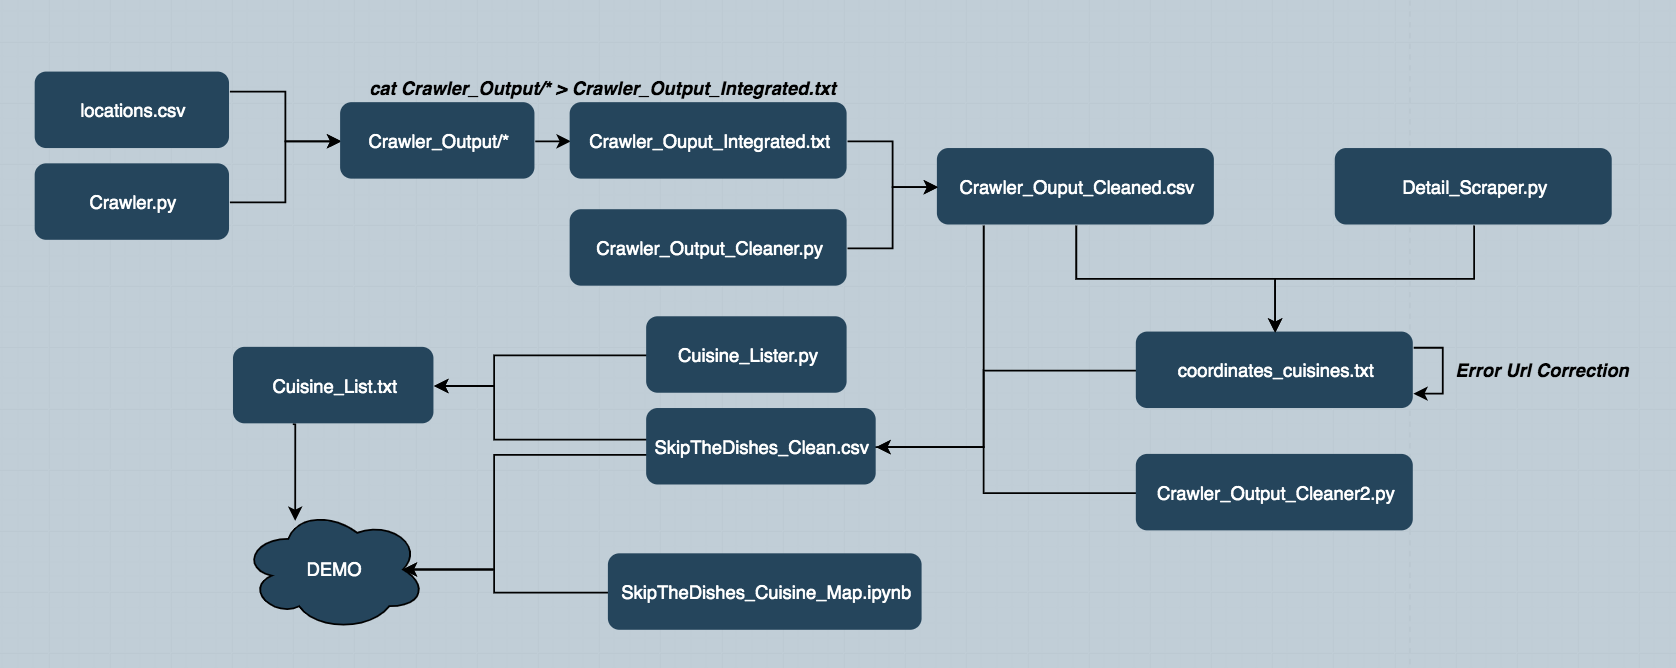 cat Crawler_Output/* > Crawler_Output_Integrated.txt
locations.csv
Crawler.py
Crawler_Output/*
Crawler_Ouput_Integrated.txt
Crawler_Output_Cleaner.py
Crawler_Ouput_Cleaned.csv
Detail_Scraper.py
coordinates_cuisines.txt
Error Url Correction
Crawler_Output_Cleaner2.py
Cuisine_Lister.py
SkipTheDishes_Clean.csv
Cuisine_List.txt
DEMO
SkipTheDishes_Cuisine_Map.ipynb